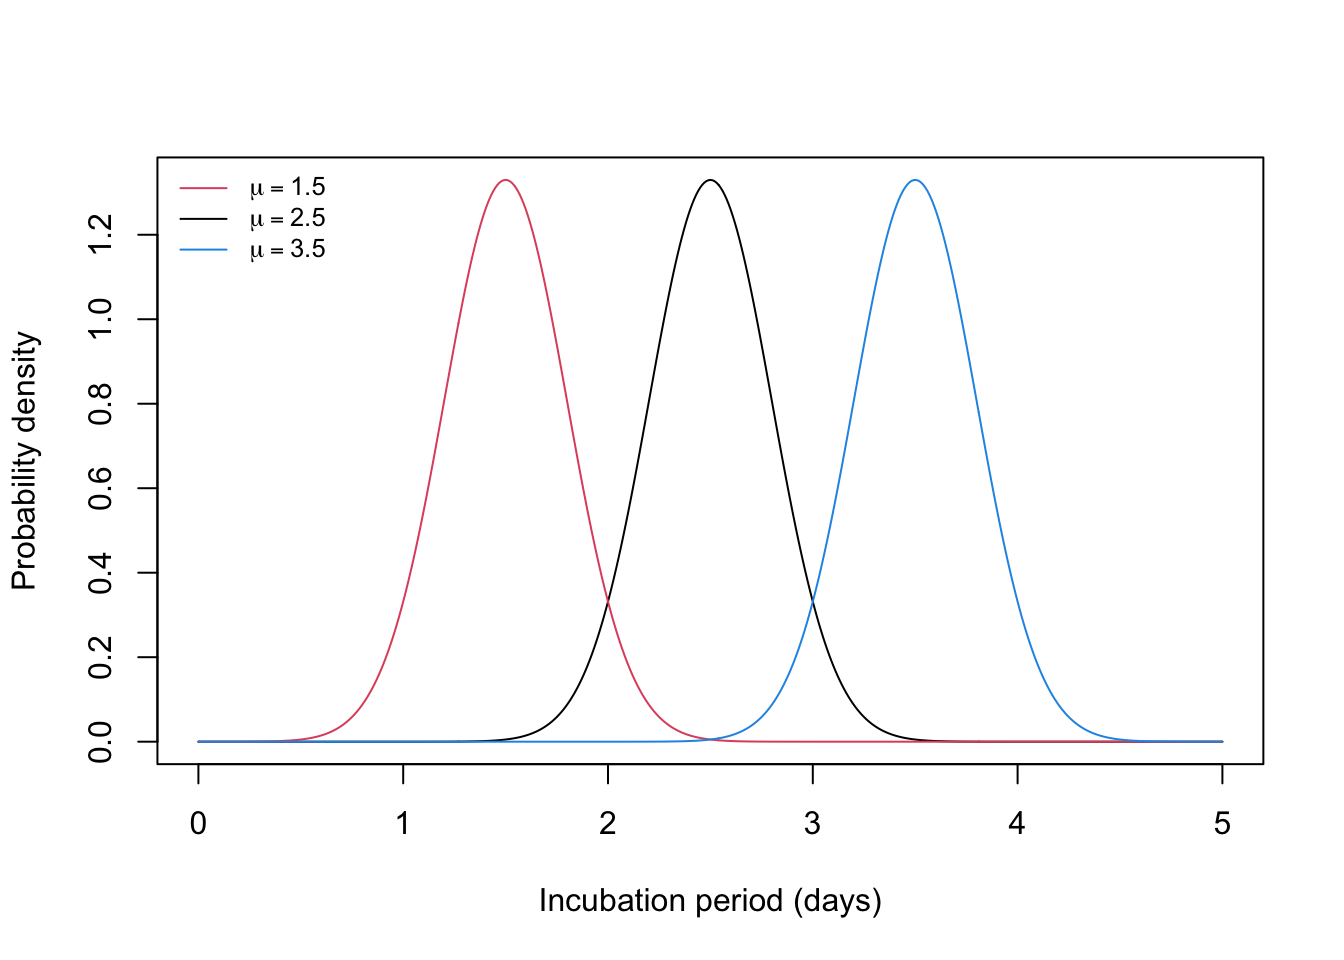 μ = 1.5
μ = 2.5
μ = 3.5
Probability density
1.2
1.0
0.8
0.6
0.4
0.2
0.0
0 1 2 3 4 5
Incubation period (days)